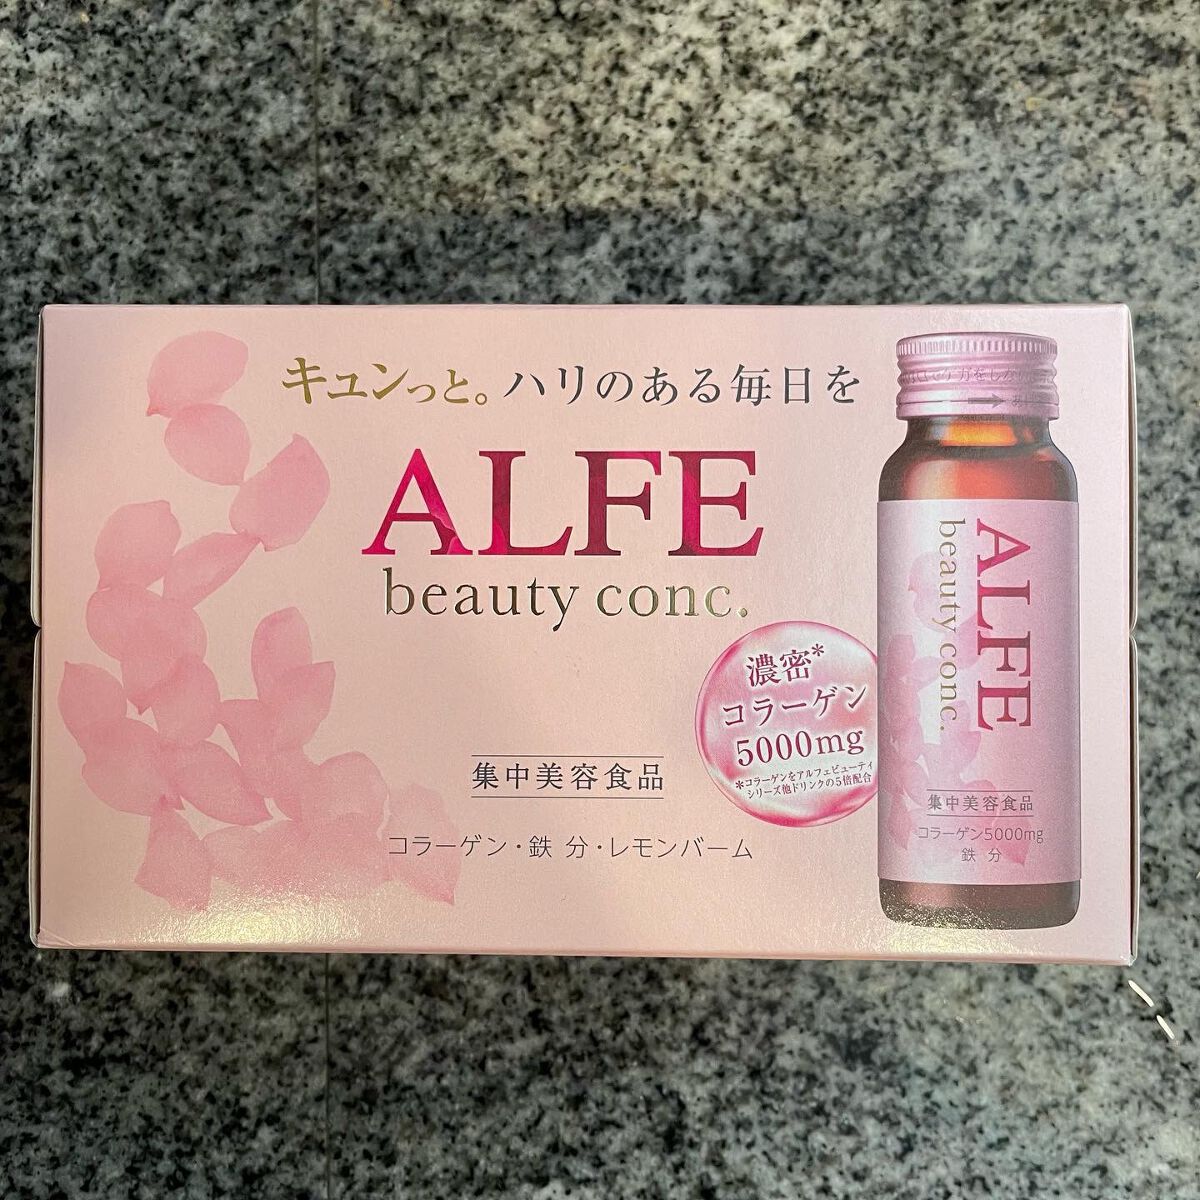 キュンっと。ハリのある毎日を
ALFE
beauty conc.
濃密*
コラーゲン
5000mg
*コラーゲンをアルフェビューティ
シリーズ他ドリンクの5倍配合
集中美容食品
コラーゲン・鉄 分・レモンバーム
ALFE
beauty conc.
集中美容食品
コラーゲン5000mg
鉄 分